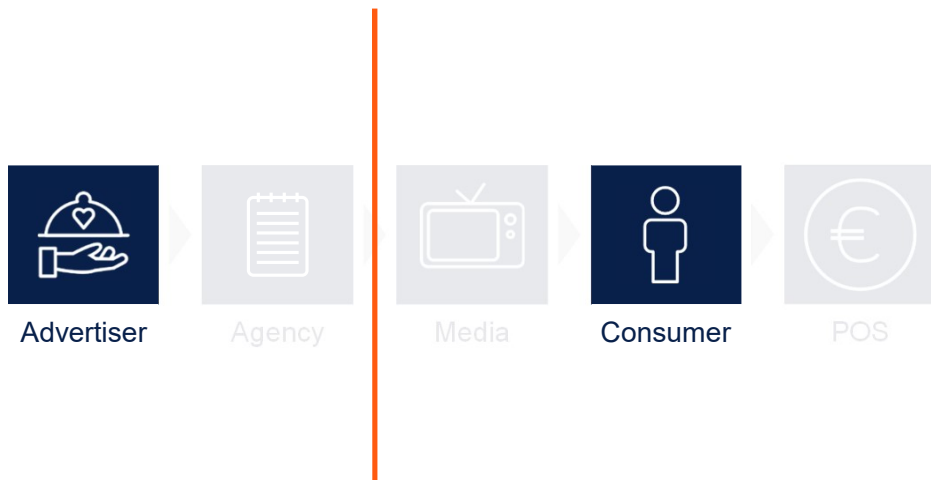 Advertiser
Agency
Media
Consumer
POS
€